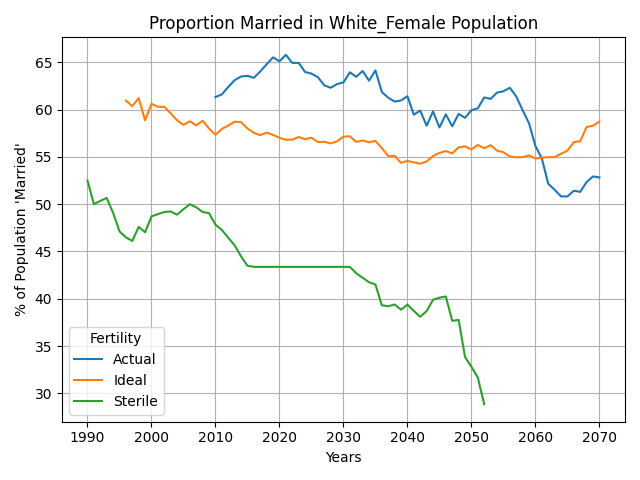 Proportion Married in White_Female Population
% of Population 'Married'
65
60
55
50
45
40
35
30
Fertility
Actual
Ideal
Sterile
1990 2000 2010 2020 2030 2040 2050 2060 2070
Years